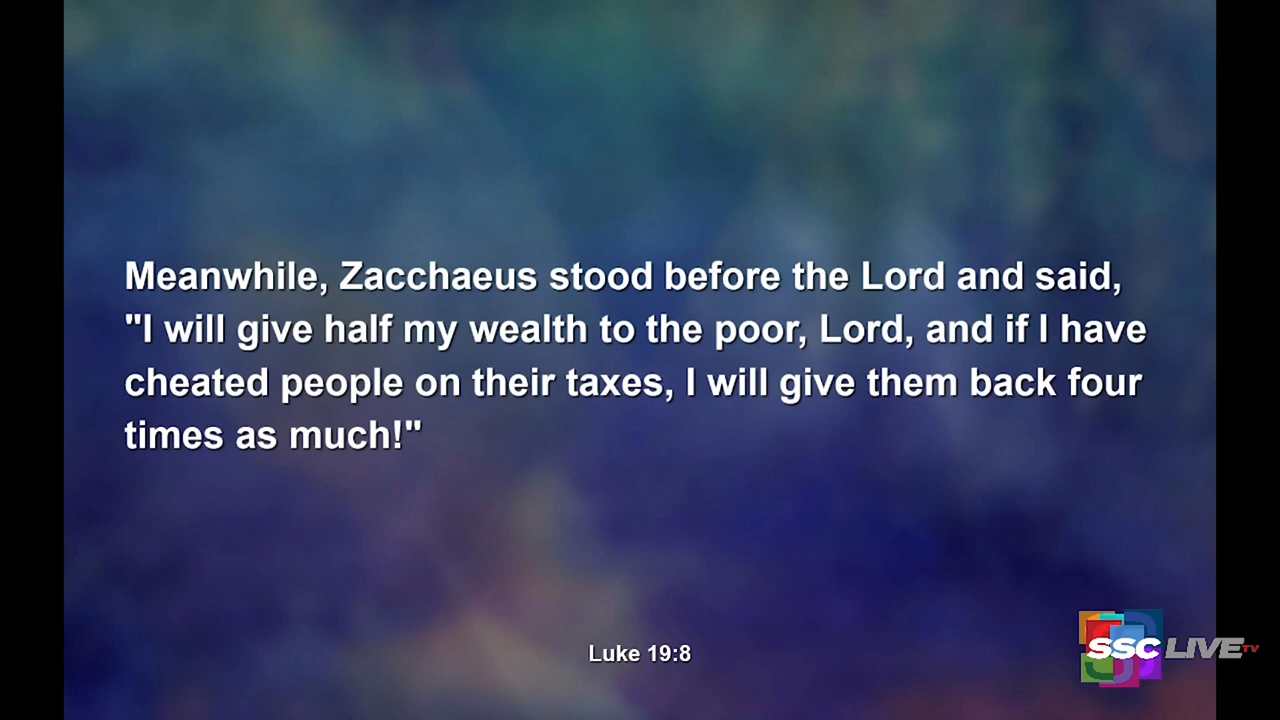 Meanwhile, Zacchaeus stood before the Lord and said,
"I will give half my wealth to the poor, Lord, and if I have
cheated people on their taxes, I will give them back four
times as much!"
Luke 19:8
SSC LIVE TV